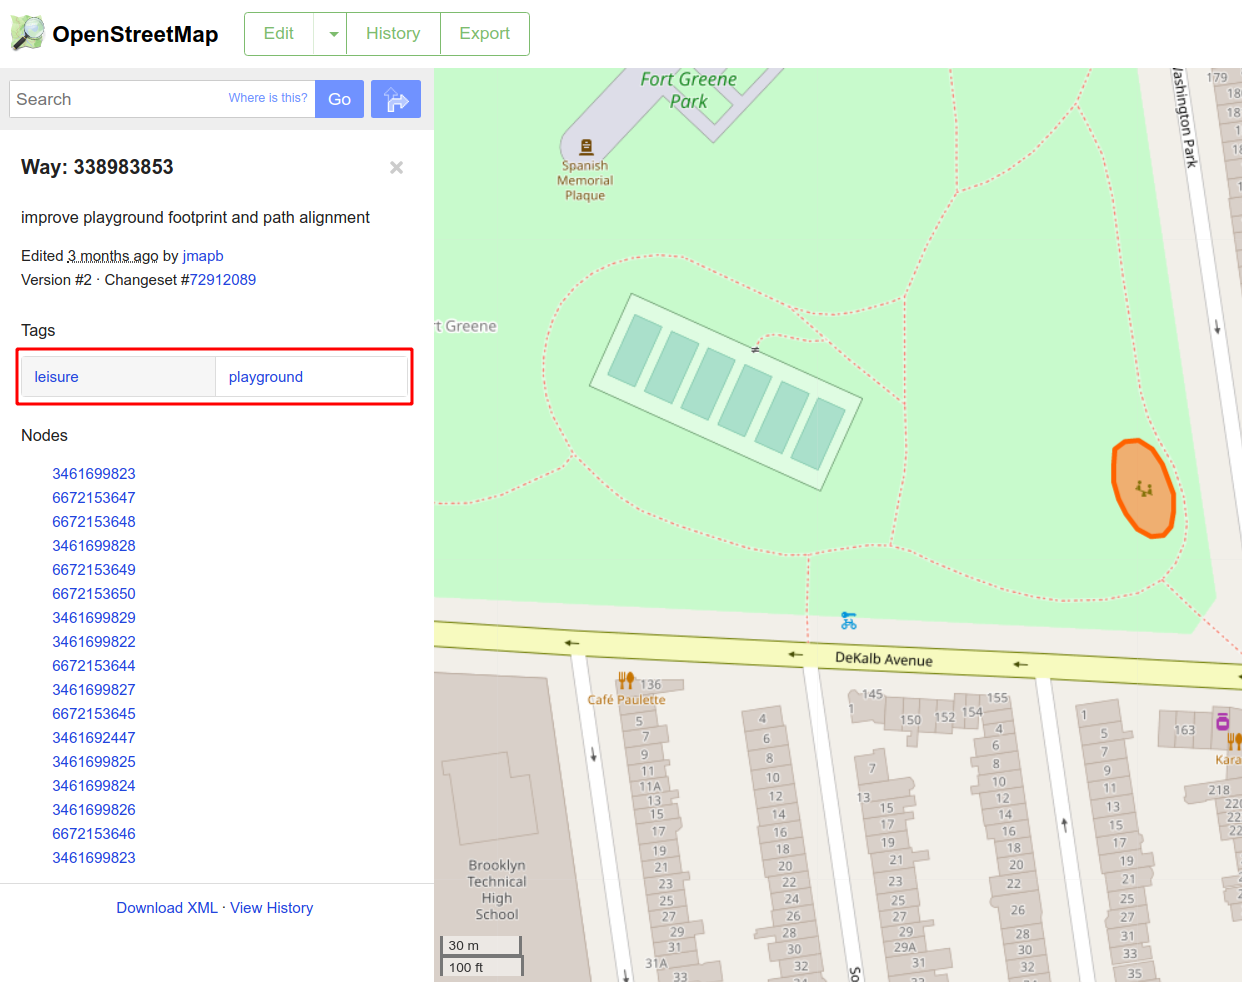 OpenStreetMap
Edit
History
Export
Search
Where is this?
Go
Way: 338983853
×
improve playground footprint and path alignment
Edited 3 months ago by jmapb
Version #2 · Changeset #72912089
Tags
leisure
playground
Nodes
3461699823
6672153647
6672153648
3461699828
6672153649
6672153650
3461699829
3461699822
6672153644
3461699827
6672153645
3461692447
3461699825
3461699824
3461699826
6672153646
3461699823
Download XML · View History
Fort Greene
Park
Spanish
Memorial
Plaque
rt Greene
ashington Park
179
DeKalb Avenue
Café Paulette
136
5
7
9
11
11A
13
15
17
19
21
23
25
27
29
31
31A
33
4
6
8
10
12
14
16
18
20
22
24
26
28
30
32
145
1
150
152
154
155
7
13
15
17
19
21
23
25
27
29
29A
31
4
6
8
10
12
14
16
18
20
22
26
28
30
32
1
5
7
9
11
13
15
17
19
21
25
27
31
33
35
163
Kara
218
Brooklyn
Technical
High
School
So
30 m
100 ft